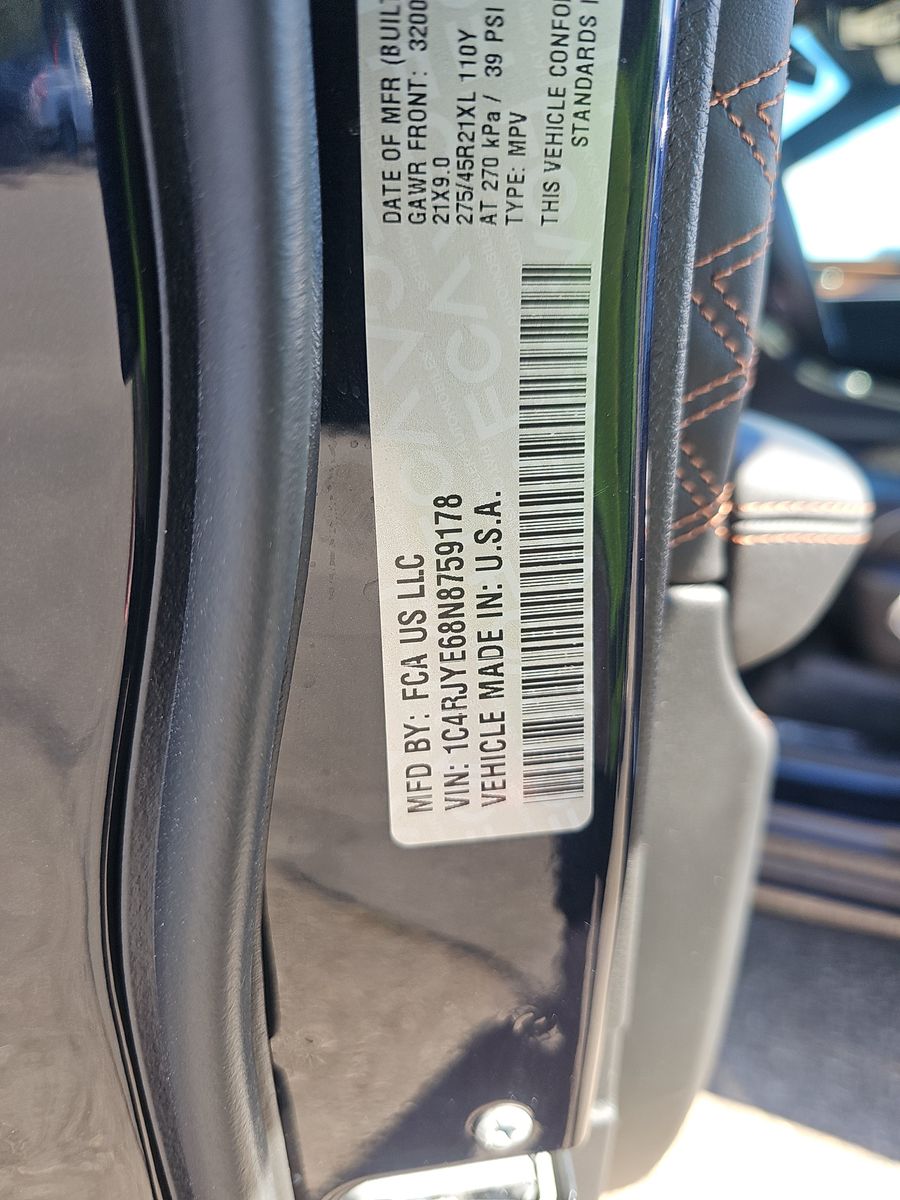 MFD BY: FCA US LLC
VIN: 1C4RJYE68N8759178
VEHICLE MADE IN: U.S.A.
DATE OF MFR (BUILT
GAWR FRONT: 3200
21X9.0
275/45R21XL 110Y
AT 270 kPa / 39 PSI
TYPE: MPV
THIS VEHICLE
STANDARDS